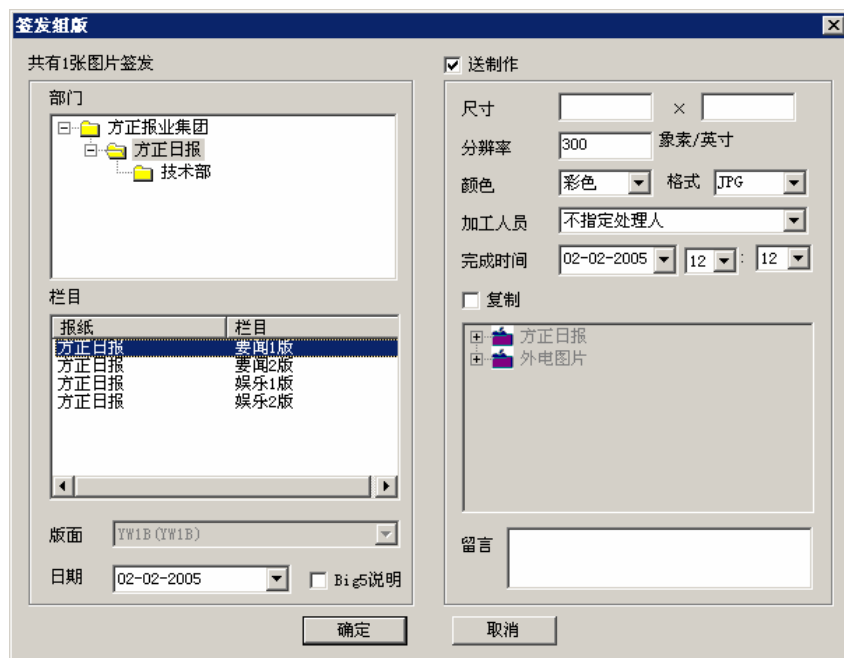 签发组版
共有1张图片签发
部门
方正报业集团
方正日报
技术部
栏目
报纸 栏目
方正日报 要闻1版
方正日报 要闻2版
方正日报 娱乐1版
方正日报 娱乐2版
版面 YW1B(YW1B)
日期 02-02-2005 Big5说明
送制作
尺寸 ×
分辨率 300 象素/英寸
颜色 彩色 格式 JPG
加工人员 不指定处理人
完成时间 02-02-2005 12 : 12
复制
方正日报
外电图片
留言
确定 取消